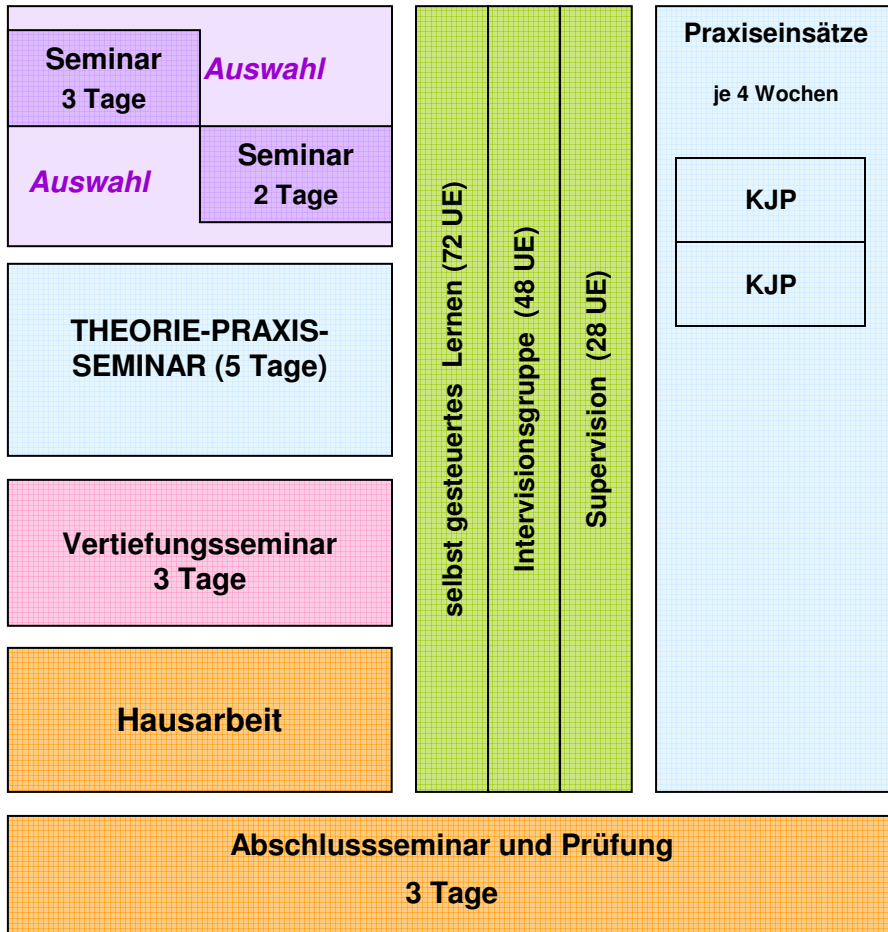 Seminar
3 Tage
Auswahl
Auswahl
Seminar
2 Tage
THEORIE-PRAXIS-
SEMINAR (5 Tage)
Vertiefungsseminar
3 Tage
Hausarbeit
selbst gesteuertes Lernen (72 UE)
Intervisionsgruppe (48 UE)
Supervision (28 UE)
Praxiseinsätze
je 4 Wochen
KJP
KJP
Abschlussseminar und Prüfung
3 Tage